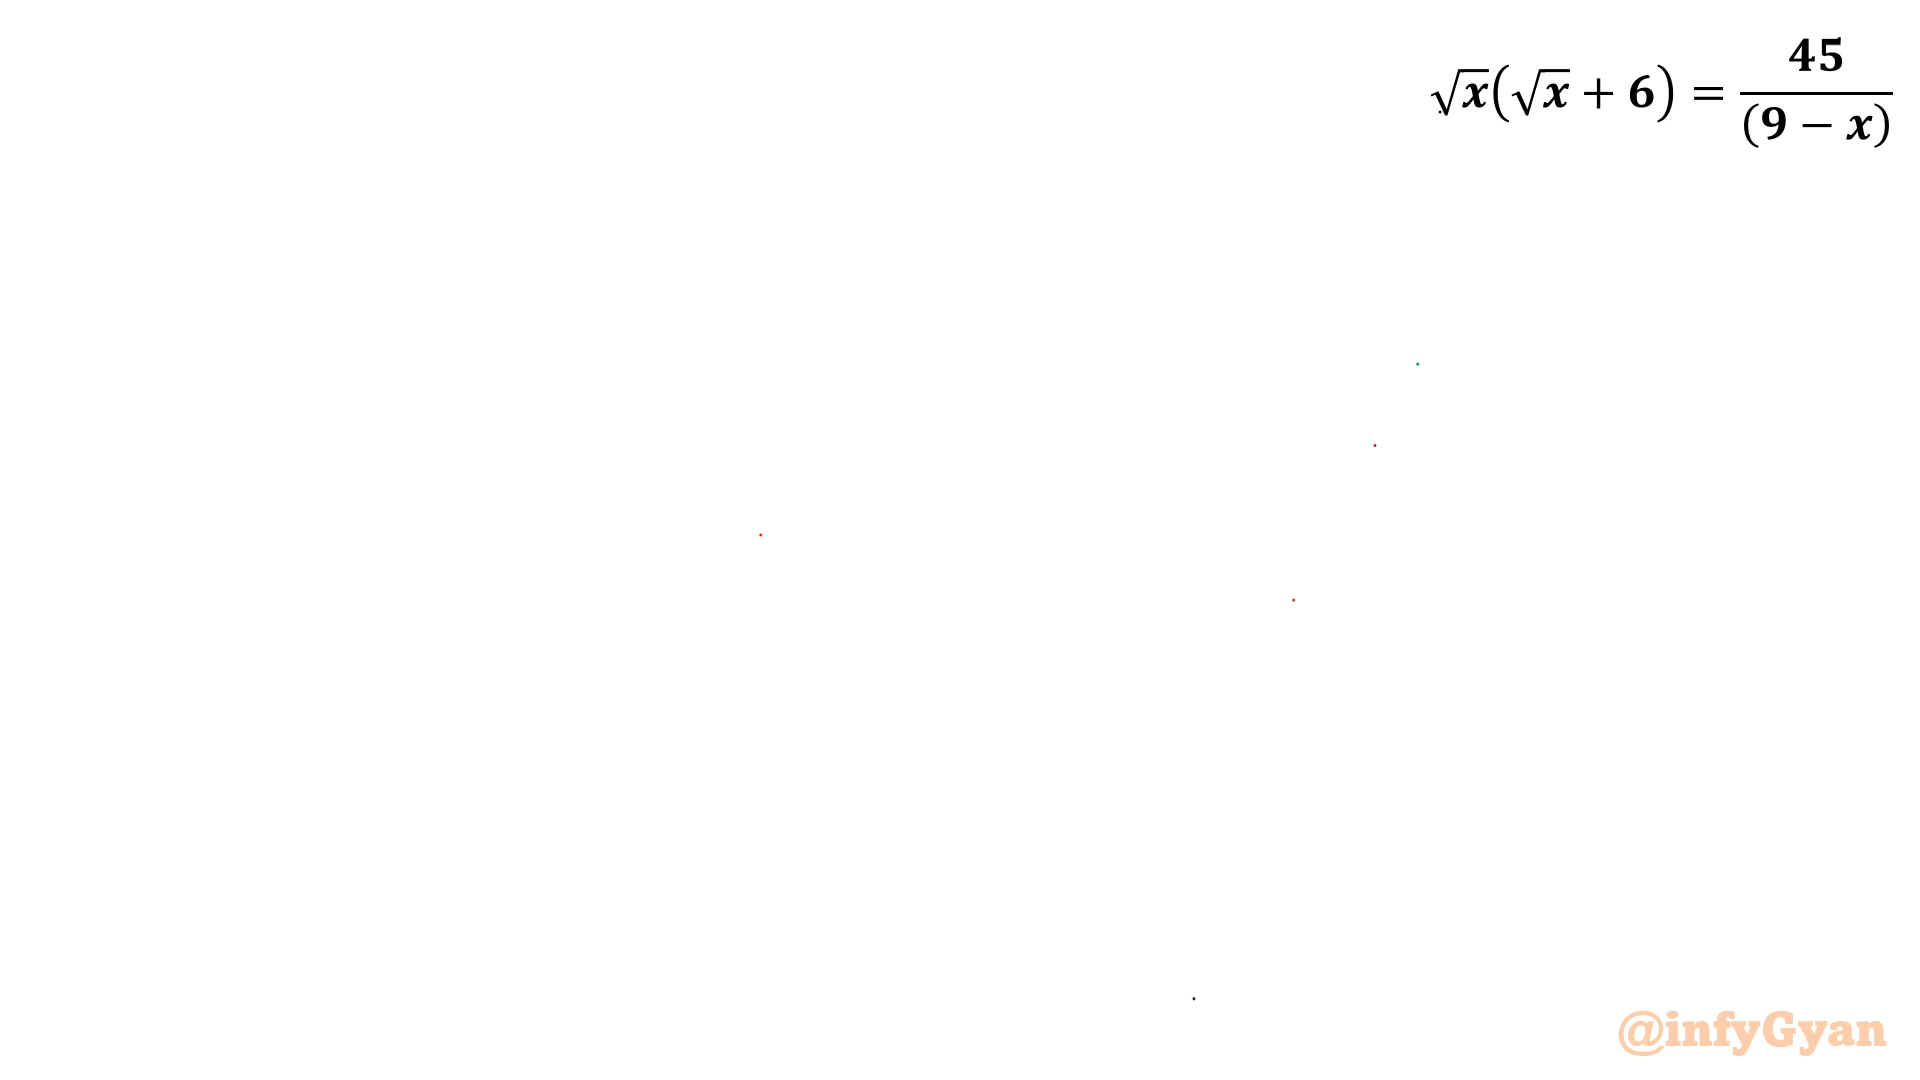 √x(√x + 6) = 45/(9 − x)
@infyGyan